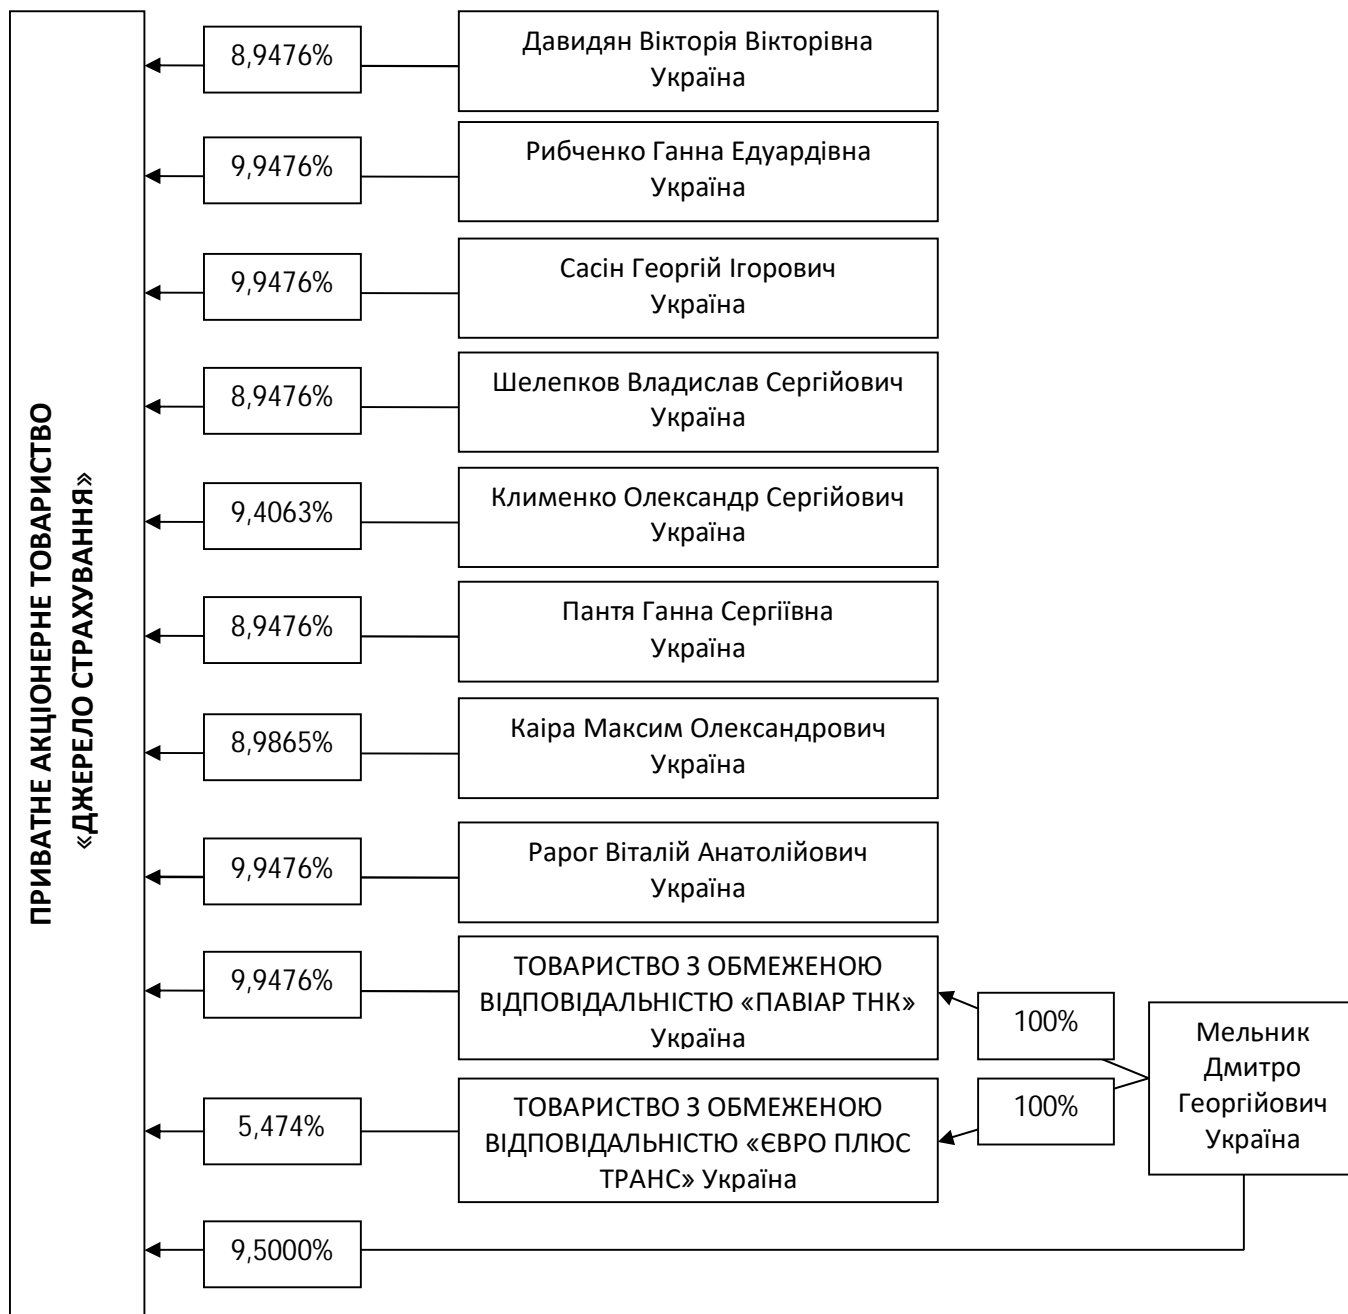 ПРИВАТНЕ АКЦІОНЕРНЕ ТОВАРИСТВО
«ДЖЕРЕЛО СТРАХУВАННЯ»
8,9476%
Давидян Вікторія Вікторівна
Україна
9,9476%
Рибченко Ганна Едуардівна
Україна
9,9476%
Сасін Георгій Ігорович
Україна
8,9476%
Шелепков Владислав Сергійович
Україна
9,4063%
Клименко Олександр Сергійович
Україна
8,9476%
Пантя Ганна Сергіївна
Україна
8,9865%
Каіра Максим Олександрович
Україна
9,9476%
Рарог Віталій Анатолійович
Україна
9,9476%
ТОВАРИСТВО З ОБМЕЖЕНОЮ
ВІДПОВІДАЛЬНІСТЮ «ПАВІАР ТНК»
Україна
100%
5,474%
ТОВАРИСТВО З ОБМЕЖЕНОЮ
ВІДПОВІДАЛЬНІСТЮ «ЄВРО ПЛЮС
ТРАНС» Україна
100%
Мельник
Дмитро
Георгійович
Україна
9,5000%